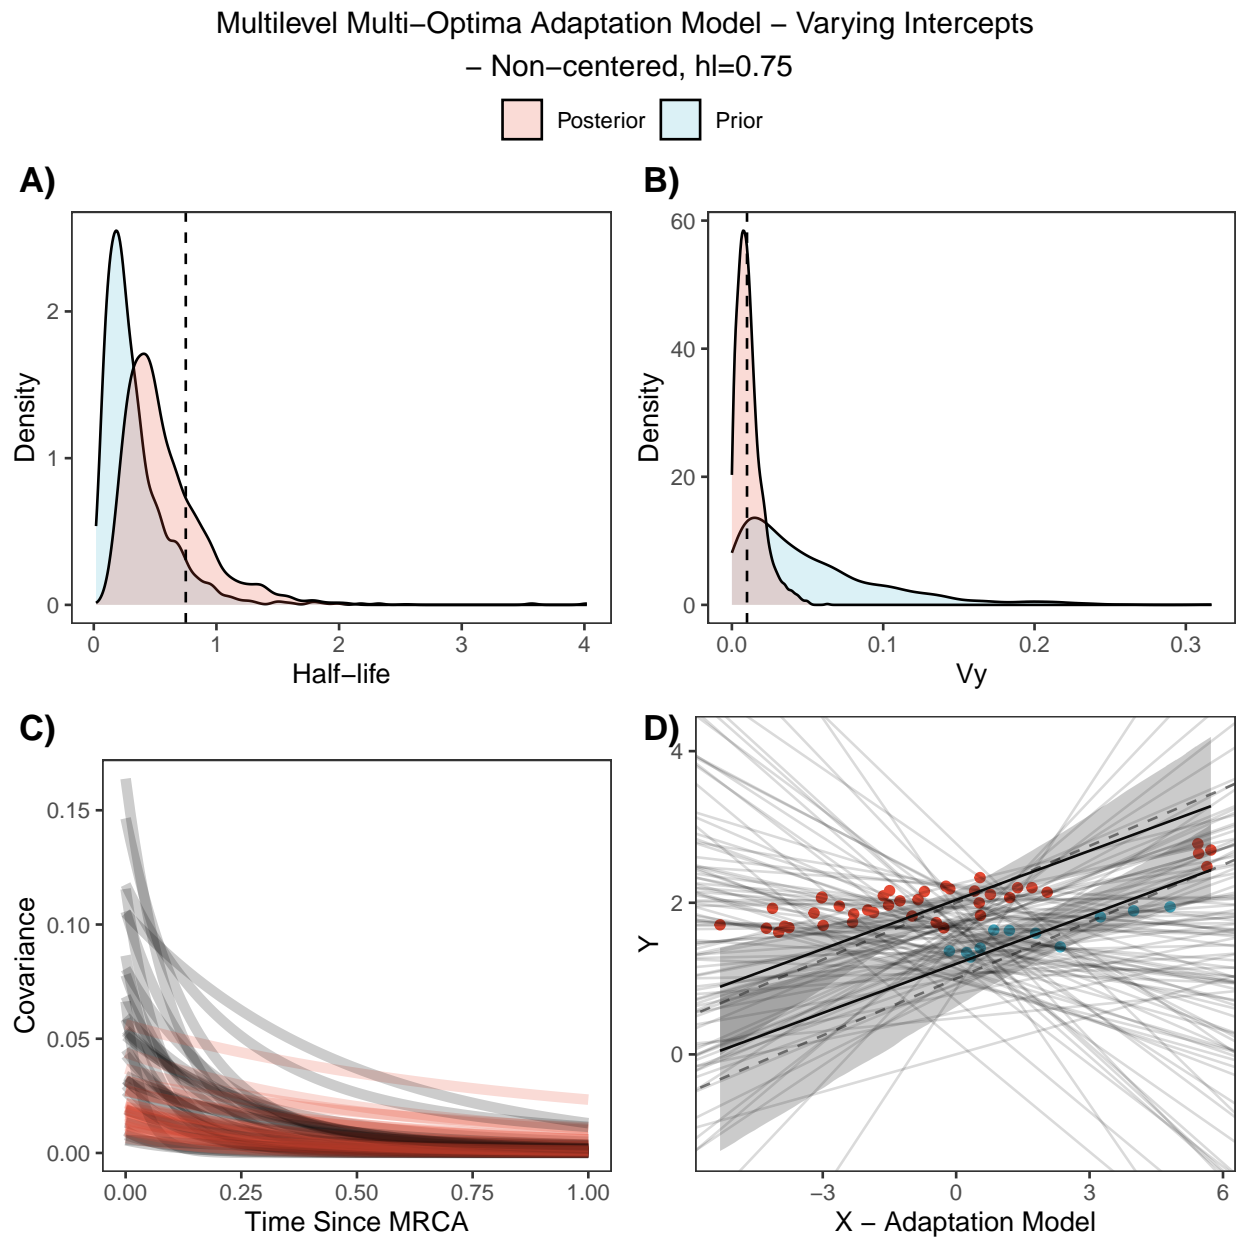 Multilevel Multi−Optima Adaptation Model − Varying Intercepts
− Non−centered, hl=0.75
Posterior Prior
A)
Density
2
1
0
0 1 2 3 4
Half−life
B)
Density
60
40
20
0
0.0 0.1 0.2 0.3
Vy
C)
Covariance
0.15
0.10
0.05
0.00
0.00 0.25 0.50 0.75 1.00
Time Since MRCA
D)
Y
4
2
0
−3 0 3 6
X − Adaptation Model